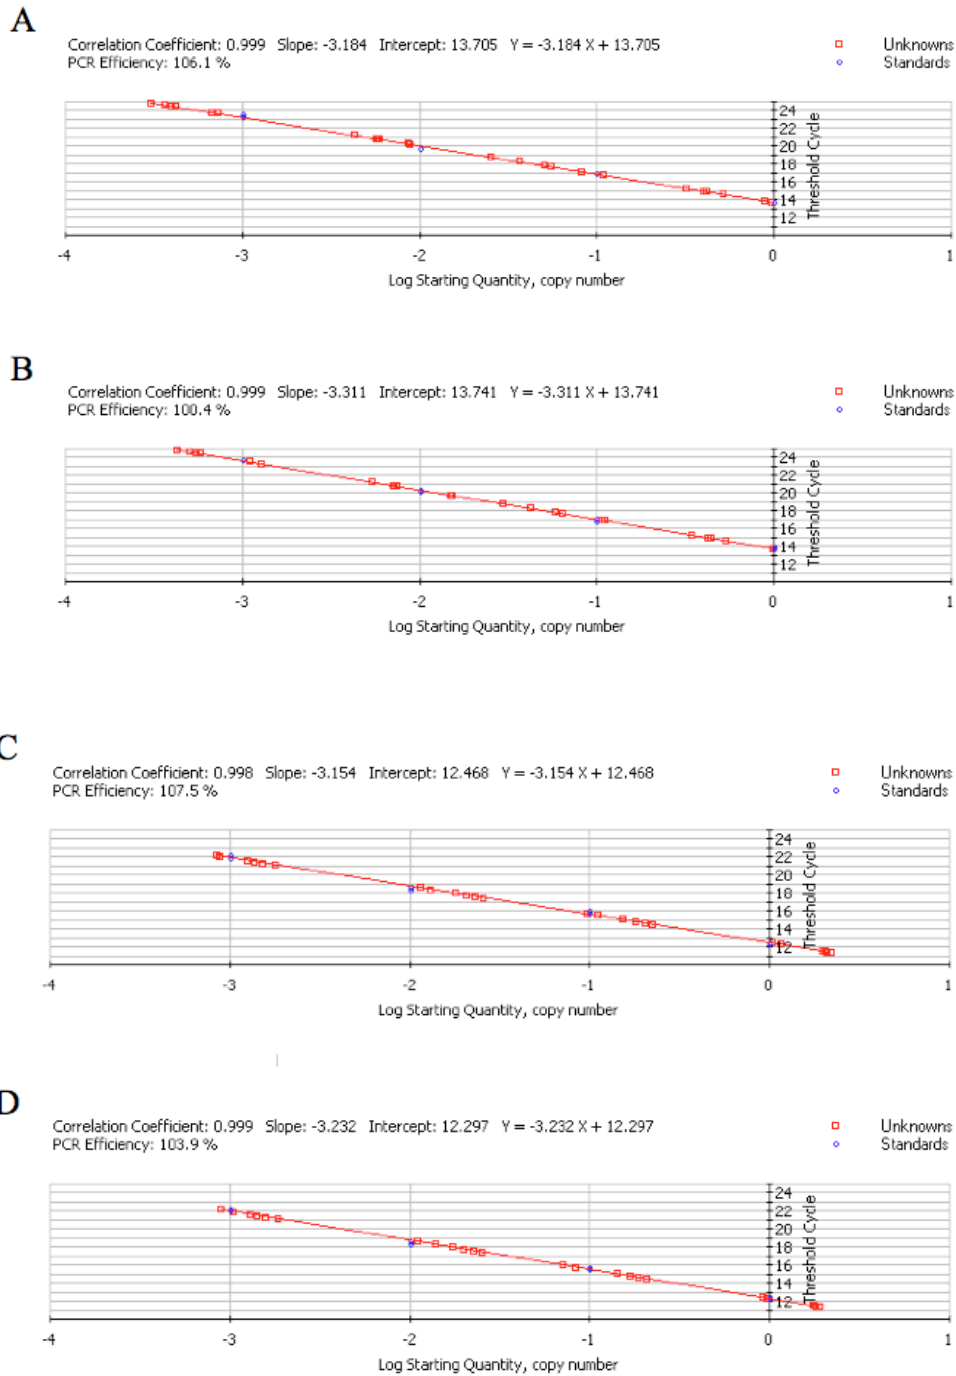 A
Correlation Coefficient: 0.999 Slope: -3.184 Intercept: 13.705 Y = -3.184 X + 13.705
PCR Efficiency: 106.1 %
Unknowns
Standards
24
22
20
18
16
14
12
Threshold Cycle
-4 -3 -2 -1 0 1
Log Starting Quantity, copy number
B
Correlation Coefficient: 0.999 Slope: -3.311 Intercept: 13.741 Y = -3.311 X + 13.741
PCR Efficiency: 100.4 %
Unknowns
Standards
24
22
20
18
16
14
12
Threshold Cycle
-4 -3 -2 -1 0 1
Log Starting Quantity, copy number
C
Correlation Coefficient: 0.998 Slope: -3.154 Intercept: 12.468 Y = -3.154 X + 12.468
PCR Efficiency: 107.5 %
Unknowns
Standards
24
22
20
18
16
14
12
Threshold Cycle
-4 -3 -2 -1 0 1
Log Starting Quantity, copy number
D
Correlation Coefficient: 0.999 Slope: -3.232 Intercept: 12.297 Y = -3.232 X + 12.297
PCR Efficiency: 103.9 %
Unknowns
Standards
24
22
20
18
16
14
12
Threshold Cycle
-4 -3 -2 -1 0 1
Log Starting Quantity, copy number